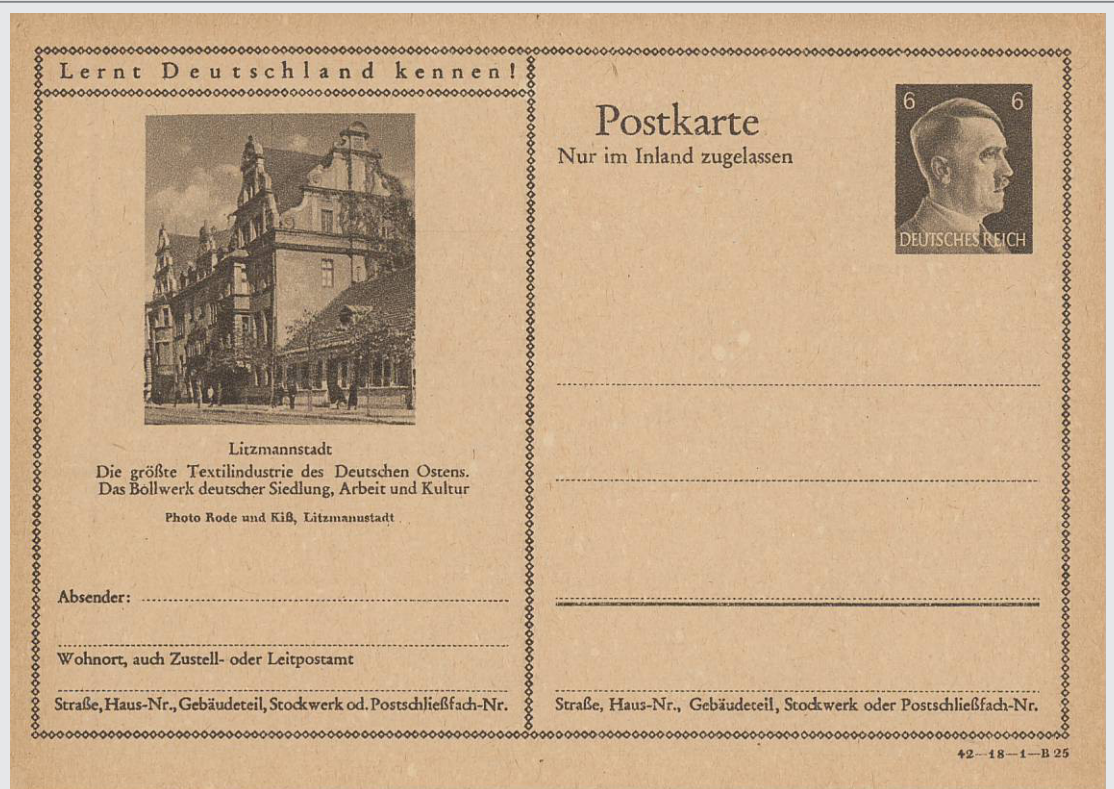 Lernt Deutschland kennen!
Litzmannstadt
Die größte Textilindustrie des Deutschen Ostens.
Das Bollwerk deutscher Siedlung, Arbeit und Kultur
Photo Rode und Kiß, Litzmannstadt
Absender:
Wohnort, auch Zustell- oder Leitpostamt
Straße, Haus-Nr., Gebäudeteil, Stockwerk od. Postschließfach-Nr.
Postkarte
Nur im Inland zugelassen
6 6
DEUTSCHES REICH
Straße, Haus-Nr., Gebäudeteil, Stockwerk oder Postschließfach-Nr.
42—18—1—B 25